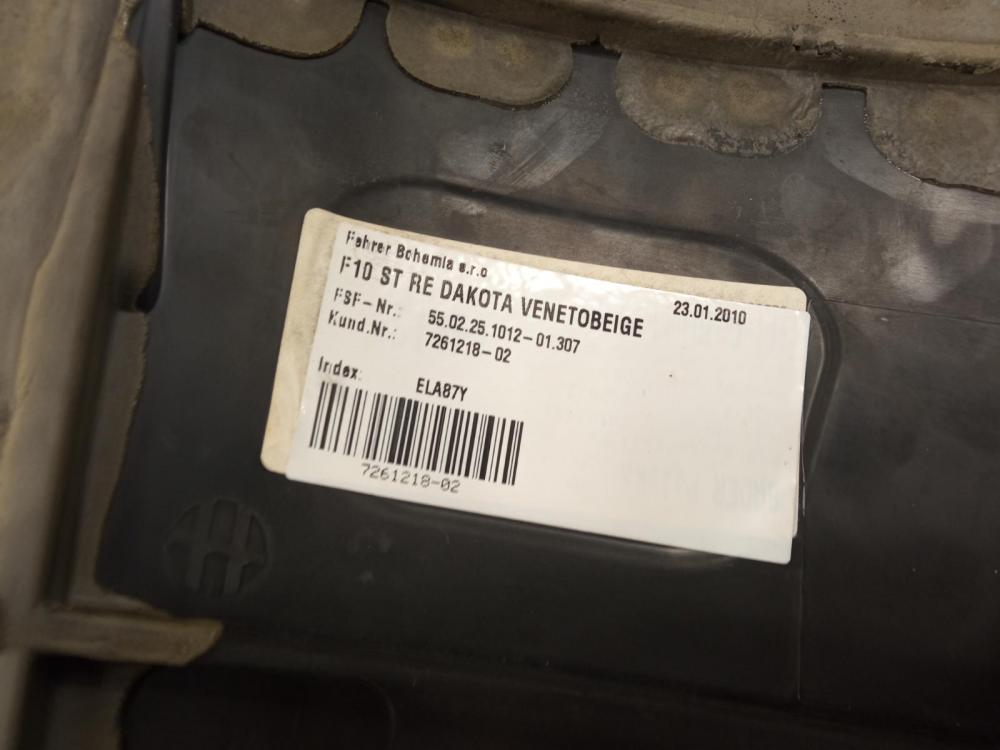 Fehrer Bohemia s.r.o
F10 ST RE DAKOTA VENETOBEIGE
23.01.2010
FSF-Nr.: 55.02.25.1012-01.307
Kund.Nr.: 7261218-02
Index: ELA87Y
7261218-02